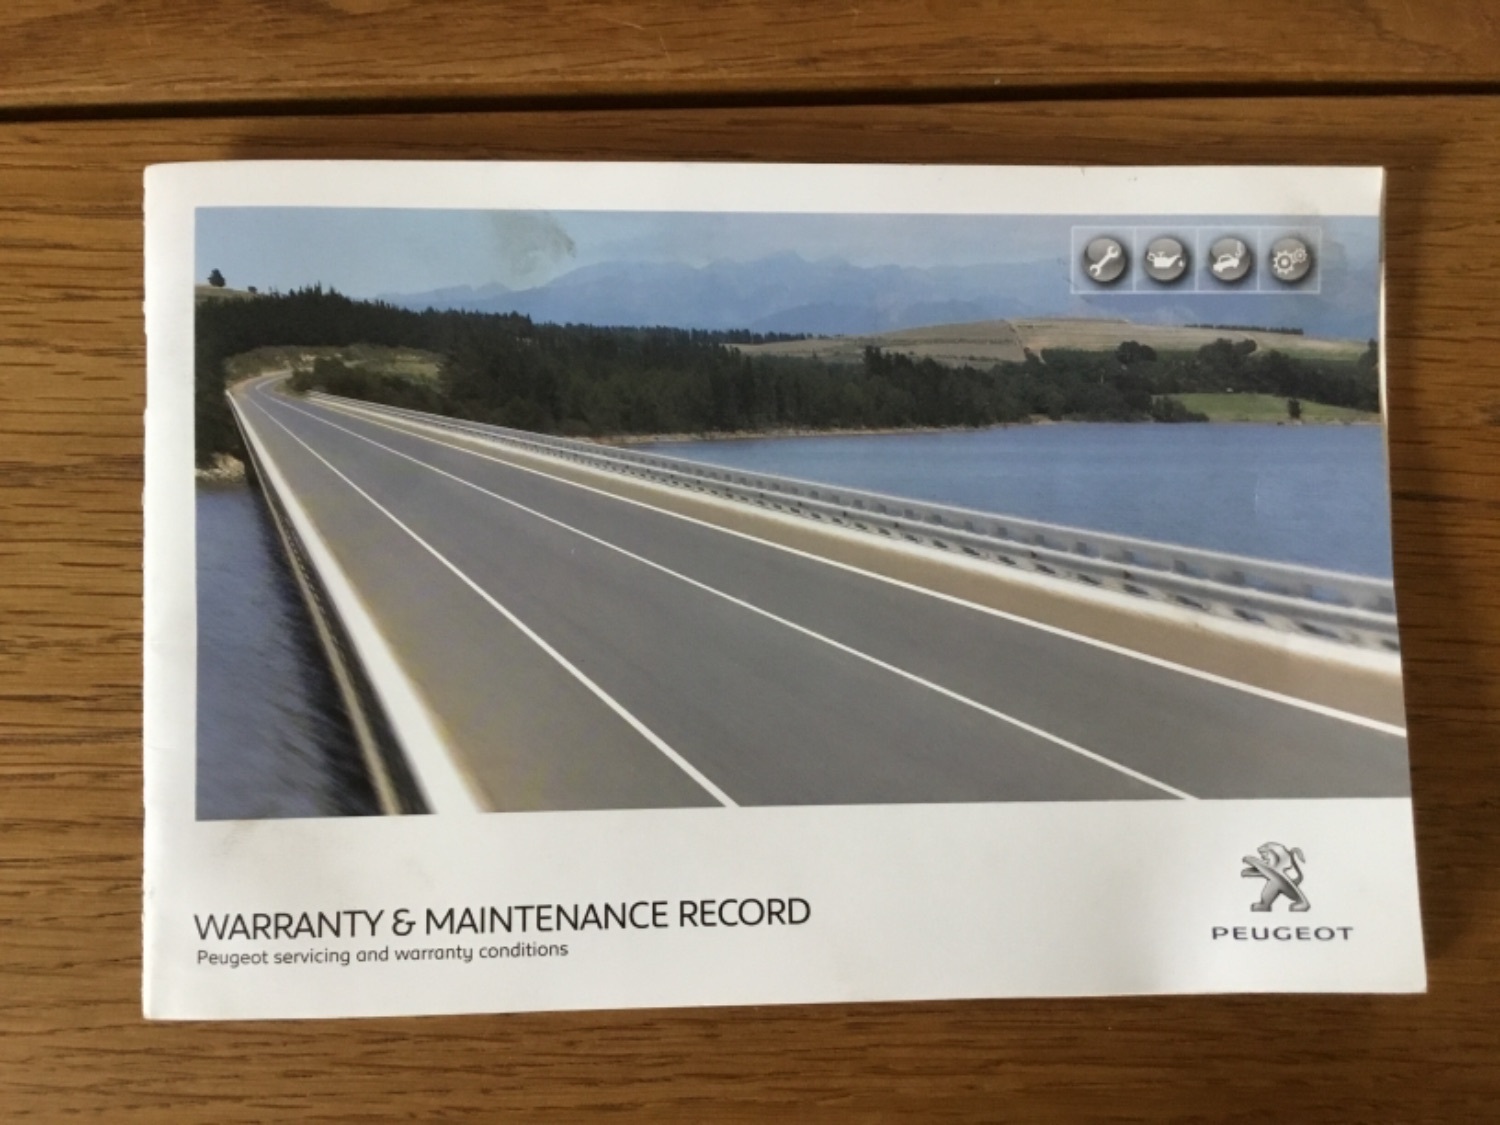 WARRANTY & MAINTENANCE RECORD
Peugeot servicing and warranty conditions
PEUGEOT